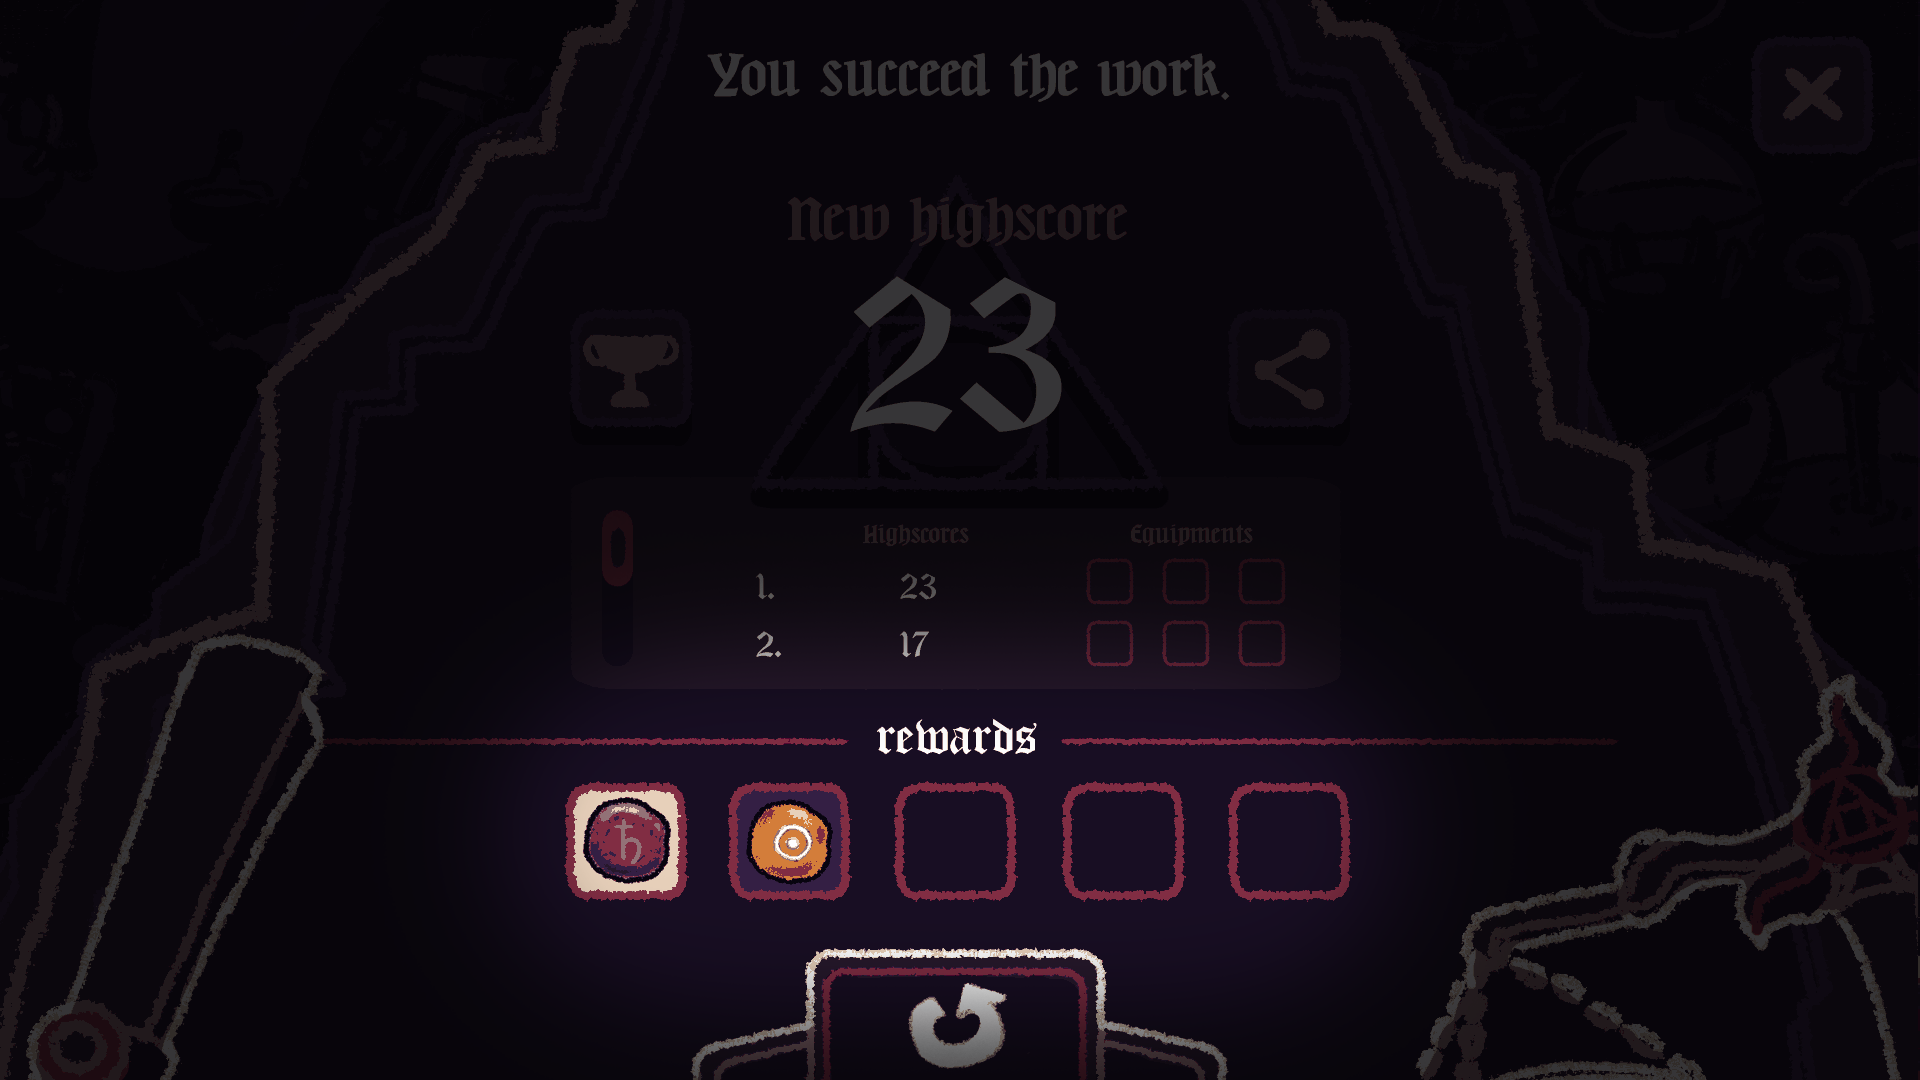 You succeed the work.
New highscore
23
Highscores Equipments
1. 23
2. 17
rewards
♄